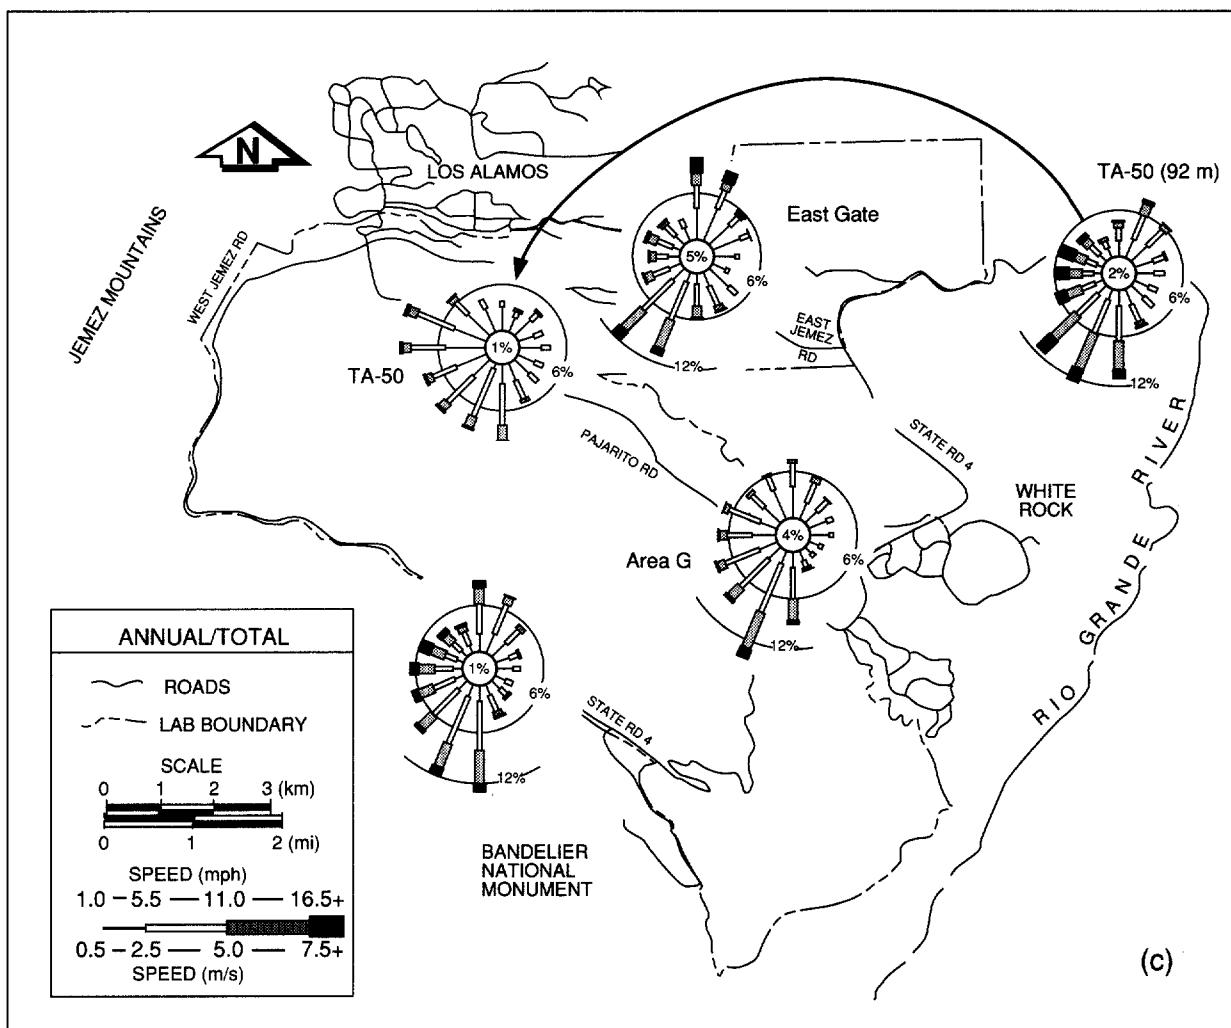 N
LOS ALAMOS
TA-50 (92 m)
East Gate
JEMEZ MOUNTAINS
WEST JEMEZ RD
5%
6%
12%
2%
6%
12%
EAST
JEMEZ
RD
1%
6%
TA-50
PAJARITO RD
STATE RD 4
WHITE
ROCK
RIO GRANDE RIVER
4%
6%
12%
Area G
1%
6%
12%
STATE RD 4
BANDELIER
NATIONAL
MONUMENT
ANNUAL/TOTAL
ROADS
LAB BOUNDARY
SCALE
0 1 2 3 (km)
0 1 2 (mi)
SPEED (mph)
1.0 – 5.5 — 11.0 — 16.5+
0.5 – 2.5 — 5.0 — 7.5+
SPEED (m/s)
(c)